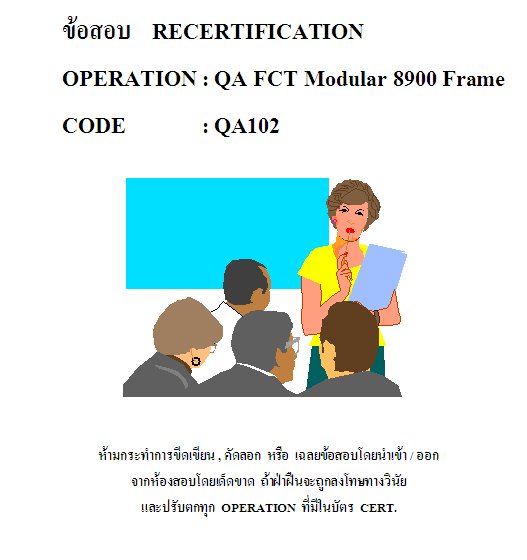 ข้อสอบ RECERTIFICATION
OPERATION : QA FCT Modular 8900 Frame
CODE : QA102
ห้ามกระทำการขีดเขียน , คัดลอก หรือ เฉลยข้อสอบโดยนำเข้า / ออก
จากห้องสอบโดยเด็ดขาด ถ้าฝ่าฝืนจะถูกลงโทษทางวินัย
และปรับตกทุก OPERATION ที่มีในบัตร CERT.